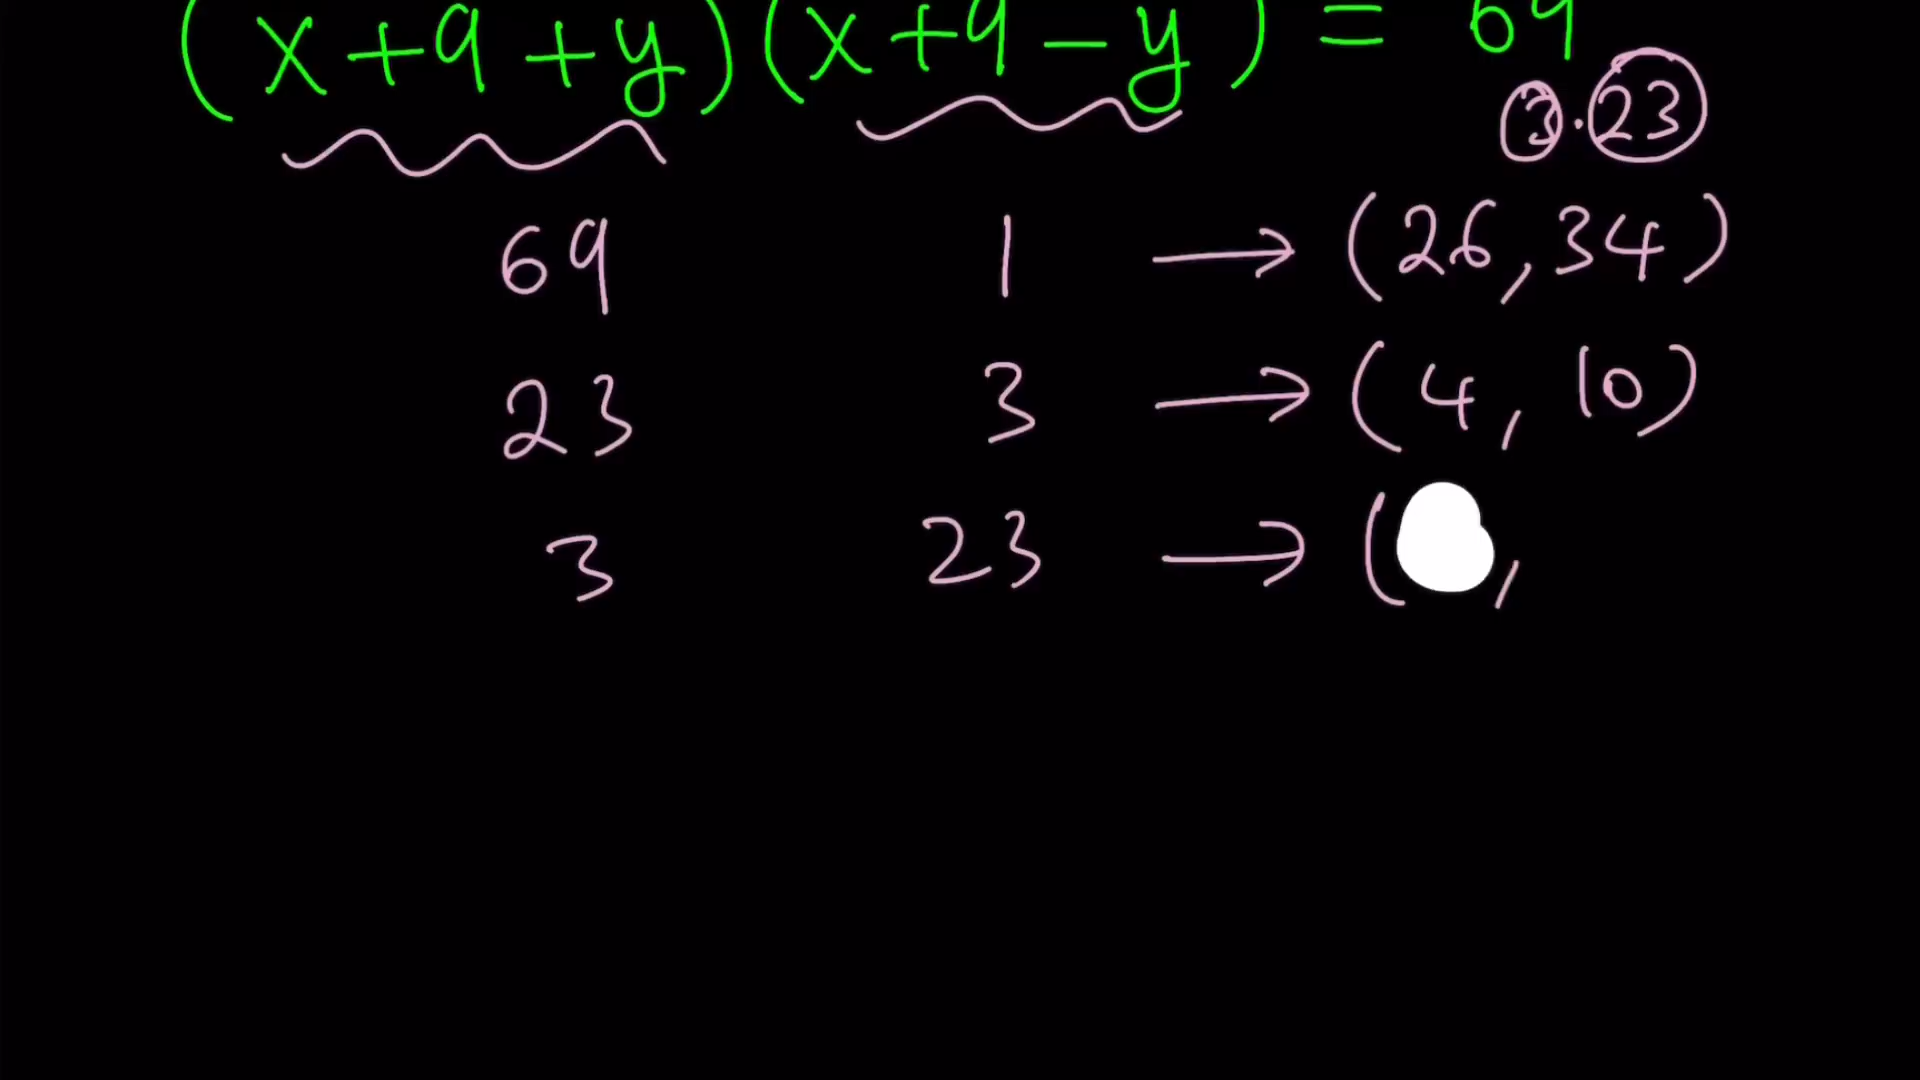 (x+9+y)(x+9-y) = 69
3·23
69 1 → (26,34)
23 3 → (4, 10)
3 23 → ( ,